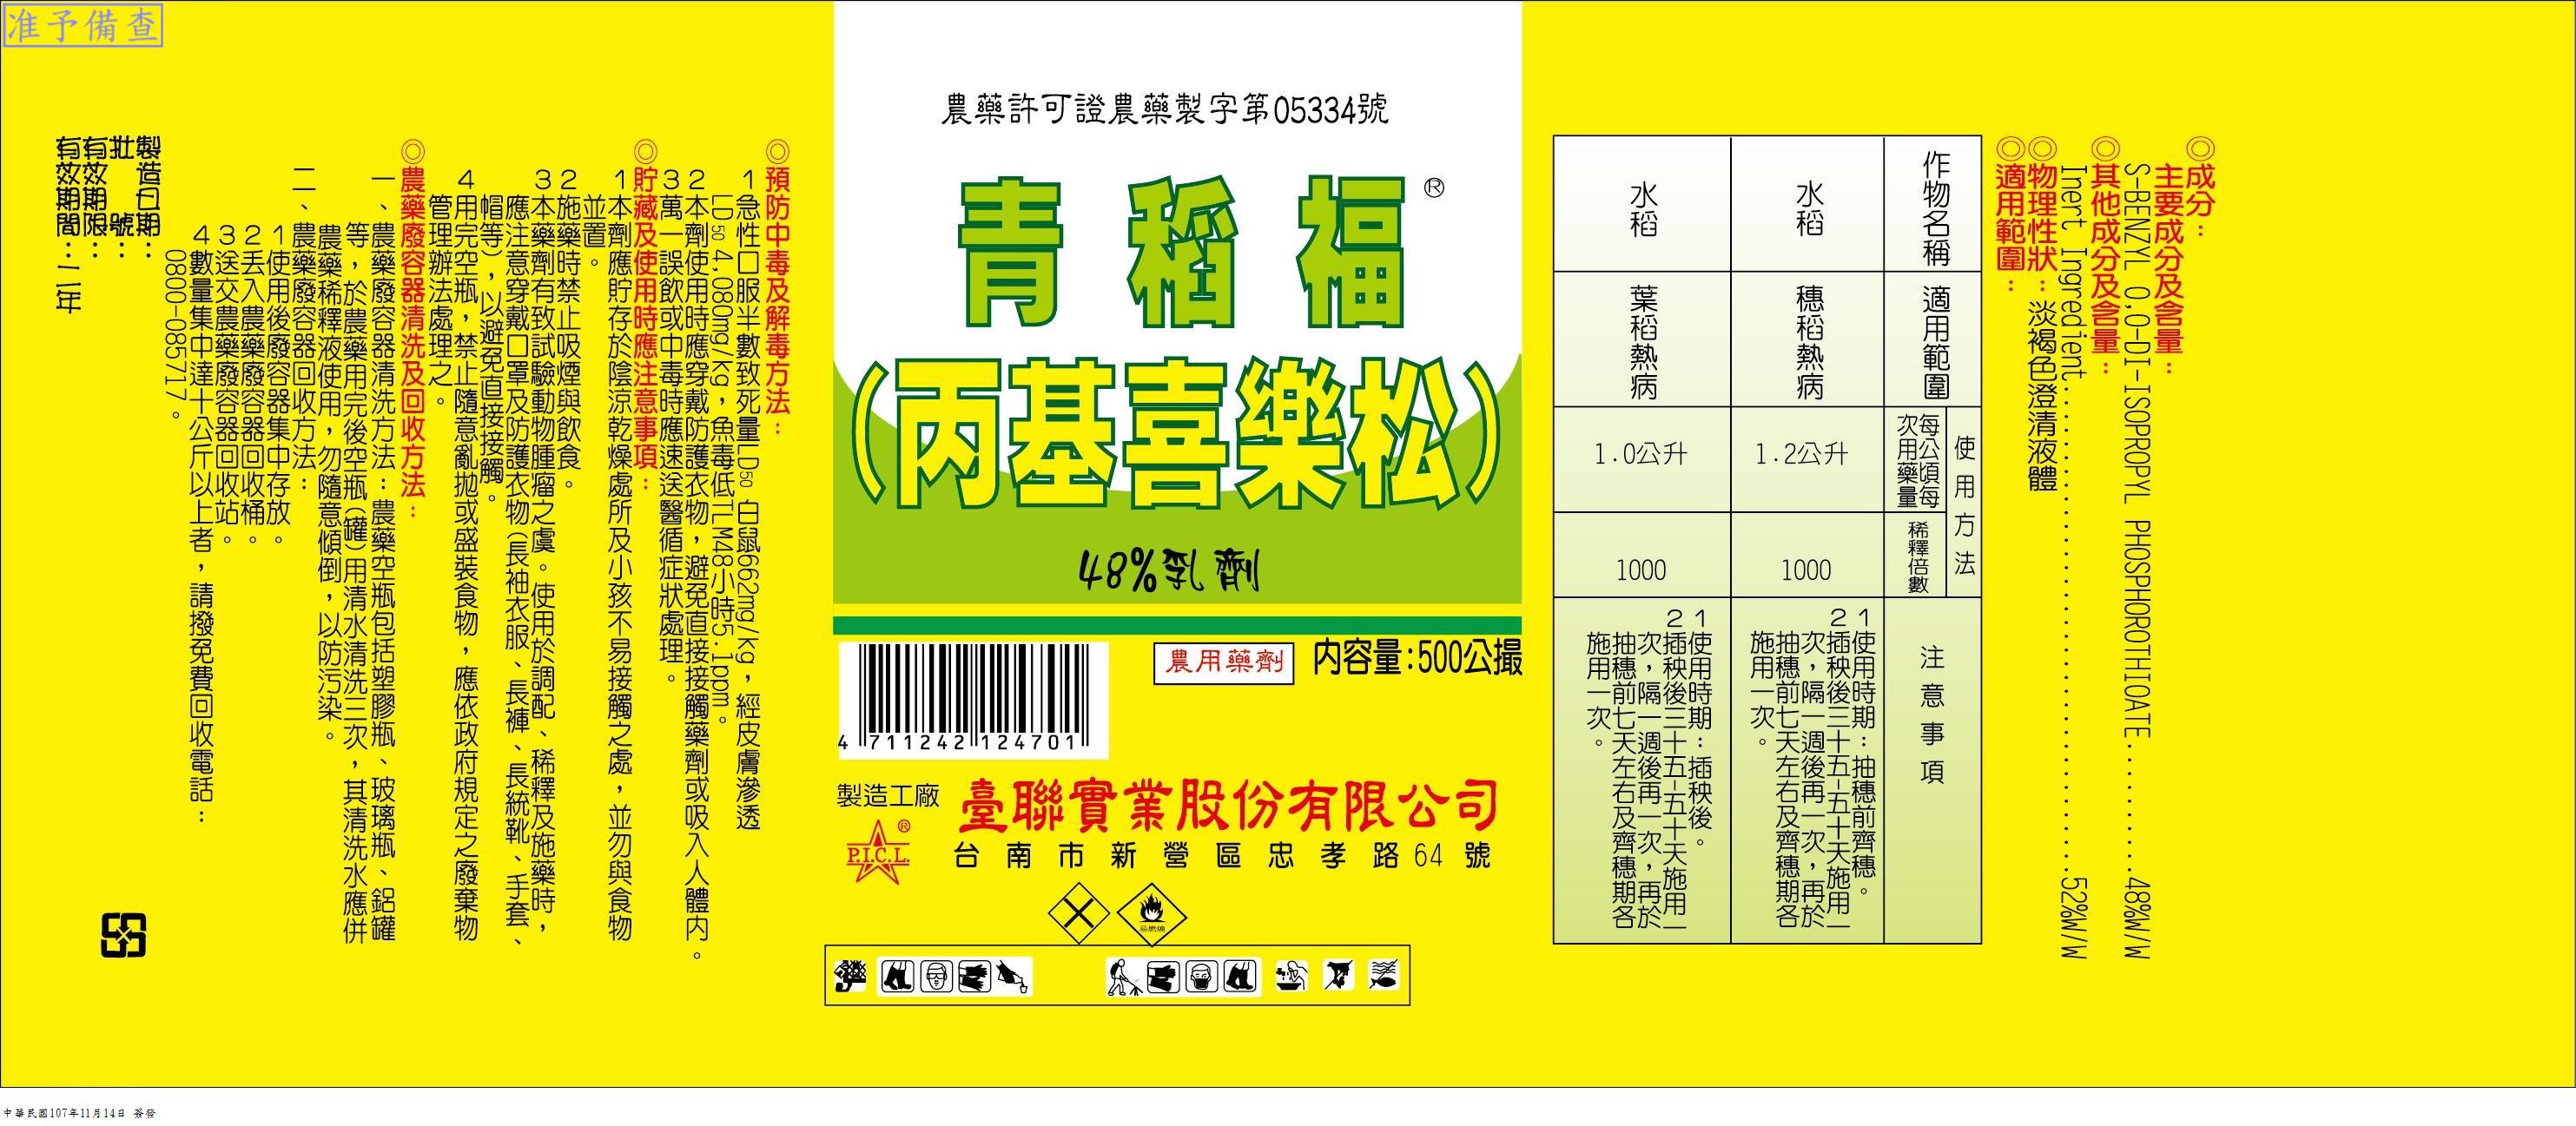 准予備查
◎成分：
主要成分及含量：
S-BENZYL O,O-DI-ISOPROPYL PHOSPHOROTHIOATE..........48%W/W
◎其他成分及含量：
Inert Ingredient......................................52%W/W
◎物理性狀：淡褐色澄清液體
◎適用範圍：
作物名稱
適用範圍
使用方法
每公頃每次用藥量
稀釋倍數
注意事項
水稻
穗稻熱病
1.2公升
1000
1使用時期：抽穗前齊穗。
2插秧後三十五-五十天施用一
次，隔一週後再一次，再於
抽穗前七天左右及齊穗期各
施用一次。
水稻
葉稻熱病
1.0公升
1000
1使用時期：插秧後。
2插秧後三十五-五十天施用一
次，隔一週後再一次，再於
抽穗前七天左右及齊穗期各
施用一次。
農藥許可證農藥製字第05334號
青稻福®
(丙基喜樂松)
48%乳劑
農用藥劑
內容量:500公撮
4 711242 124701
製造工廠
臺聯實業股份有限公司
P.I.C.L.®
台南市新營區忠孝路64號
易燃物
◎預防中毒及解毒方法：
1急性口服半數致死量LD50 白鼠662mg/kg，經皮膚滲透
LD50 4,080mg/kg，魚毒低TLM48小時5.1ppm。
2本劑使用時應穿戴防護衣物，避免直接接觸藥劑或吸入人體內。
3萬一誤飲或中毒時應速送醫循症狀處理。
◎貯藏及使用時應注意事項：
1本劑應貯存於陰涼乾燥處所及小孩不易接觸之處，並勿與食物
並置。
2施藥時禁止吸煙與飲食。
3本藥劑有致試驗動物腫瘤之虞。使用於調配、稀釋及施藥時，
應注意穿戴口罩及防護衣物(長袖衣服、長褲、長統靴、手套、
帽等)，以避免直接接觸。
4用完空瓶，禁止隨意亂拋或盛裝食物，應依政府規定之廢棄物
管理辦法處理之。
◎農藥廢容器清洗及回收方法：
一、農藥廢容器清洗方法：農藥空瓶包括塑膠瓶、玻璃瓶、鋁罐
等，於農藥用完後空瓶(罐)用清水清洗三次，其清洗水應併
農藥稀釋液使用，勿隨意傾倒，以防污染。
二、農藥廢容器回收方法：
1使用後廢容器集中存放。
2丟入農藥廢容器回收桶。
3送交農藥廢容器回收站。
4數量集中達十公斤以上者，請撥免費回收電話：
0800-085717。
製造日期：
批　號：
有效期限：
有效期間：二年
中華民國107年11月14日 簽發